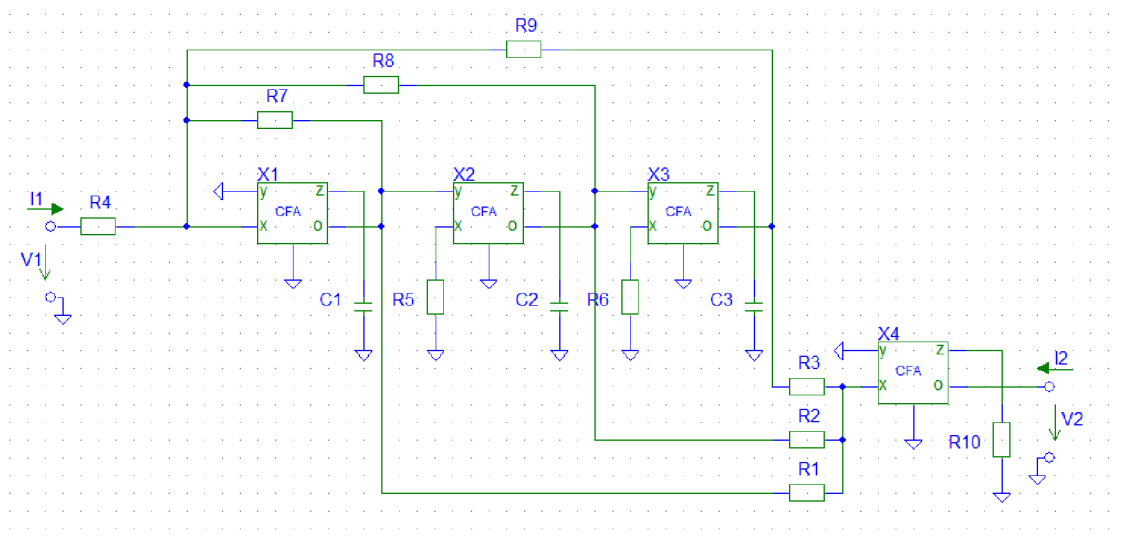 R9
R8
R7
X1 X2 X3
y z y z y z
I1 R4 CFA CFA CFA
x o x o x o
V1
C1 R5 C2 R6 C3
X4
R3 y z I2
CFA
x o
R2 V2
R10
R1